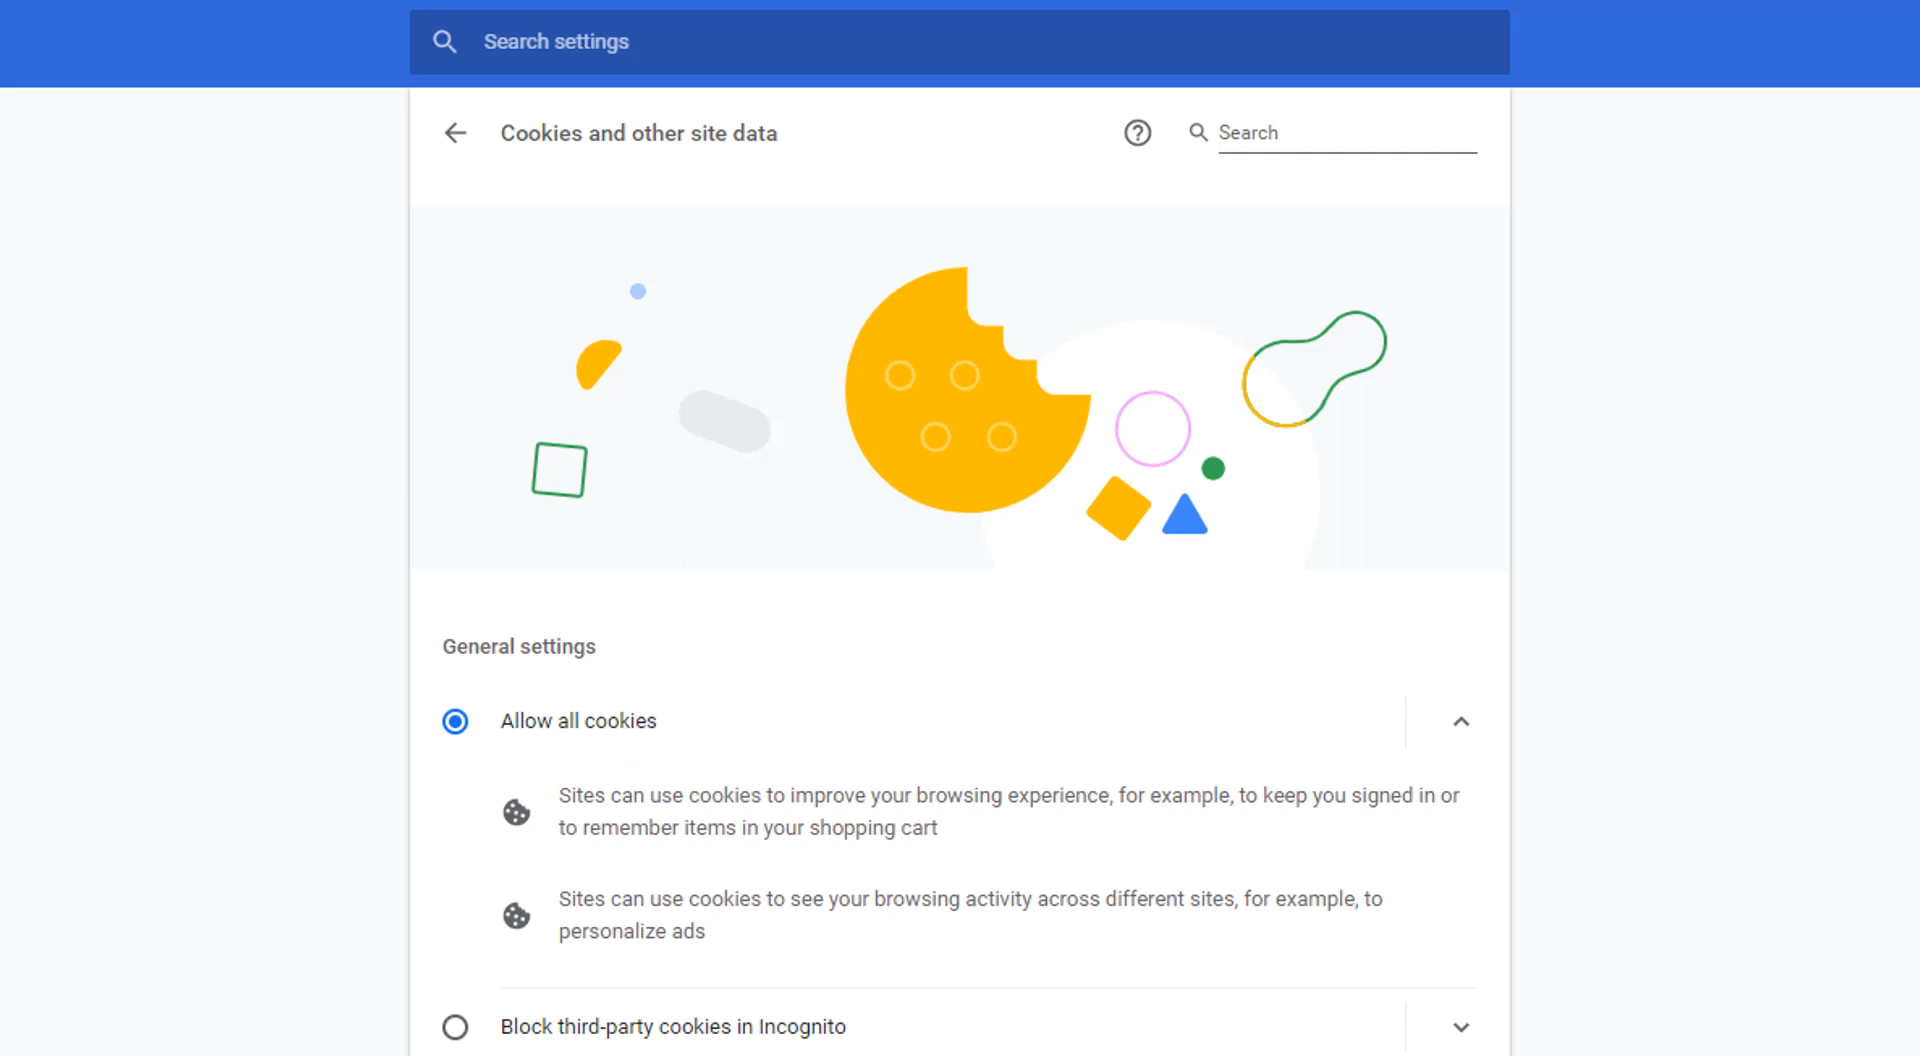 Search settings
Cookies and other site data
Search
General settings
Allow all cookies
Sites can use cookies to improve your browsing experience, for example, to keep you signed in or
to remember items in your shopping cart
Sites can use cookies to see your browsing activity across different sites, for example, to
personalize ads
Block third-party cookies in Incognito